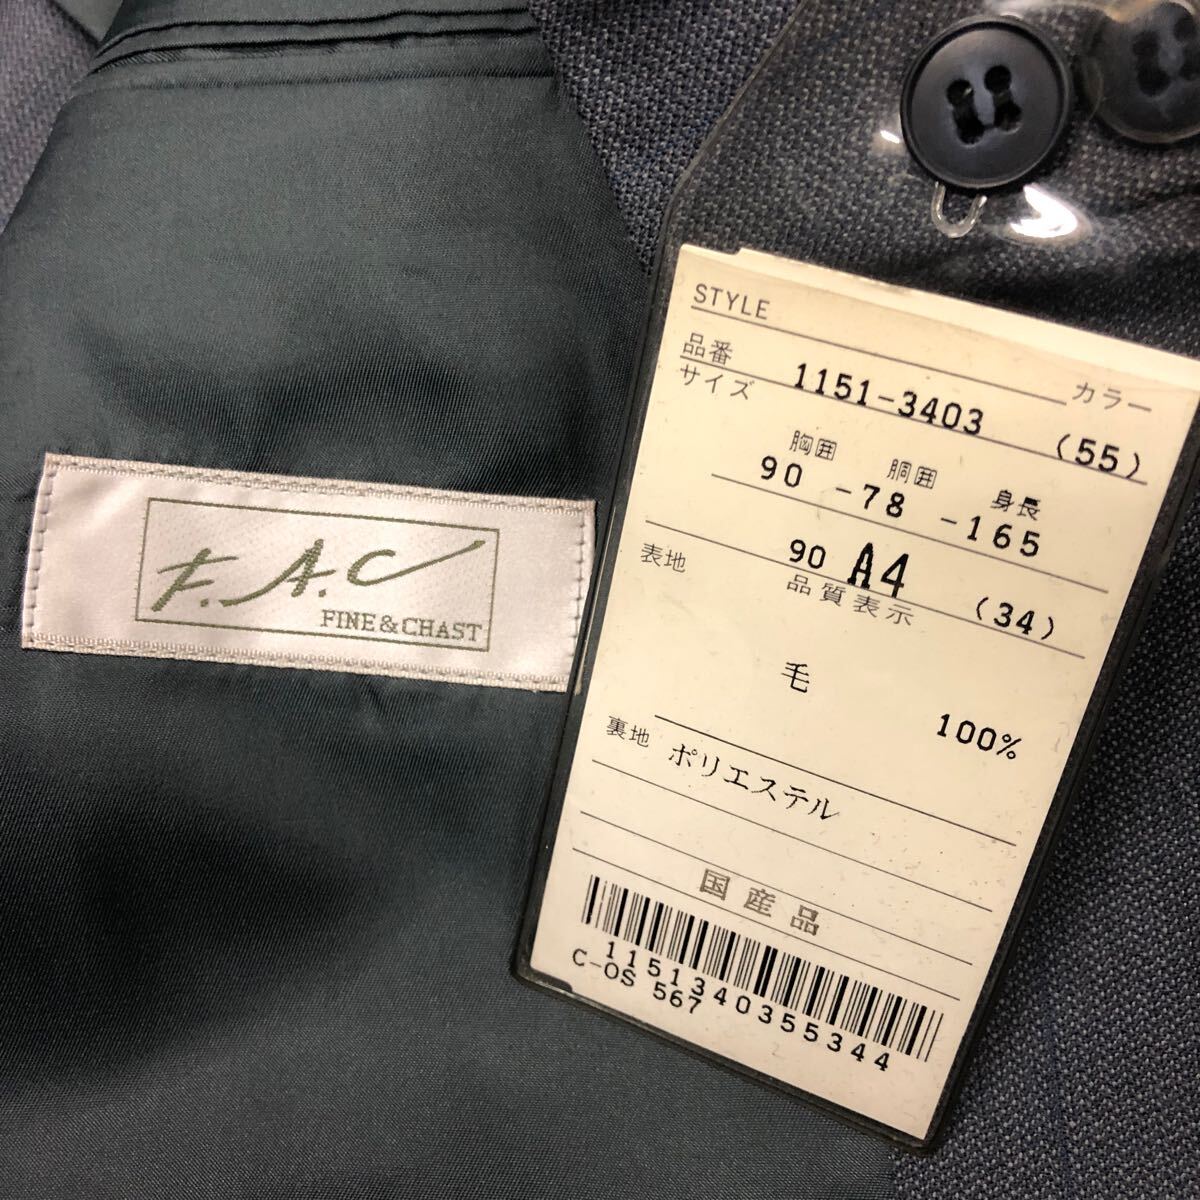 F.A.C
FINE&CHAST
STYLE
品番 カラー
サイズ 1151-3403 (55)
胸囲 胴囲 身長
90 -78 -165
90 A4 (34)
表地 品質表示
毛
100%
裏地 ポリエステル
国産品
1151340355344
C-OS 567